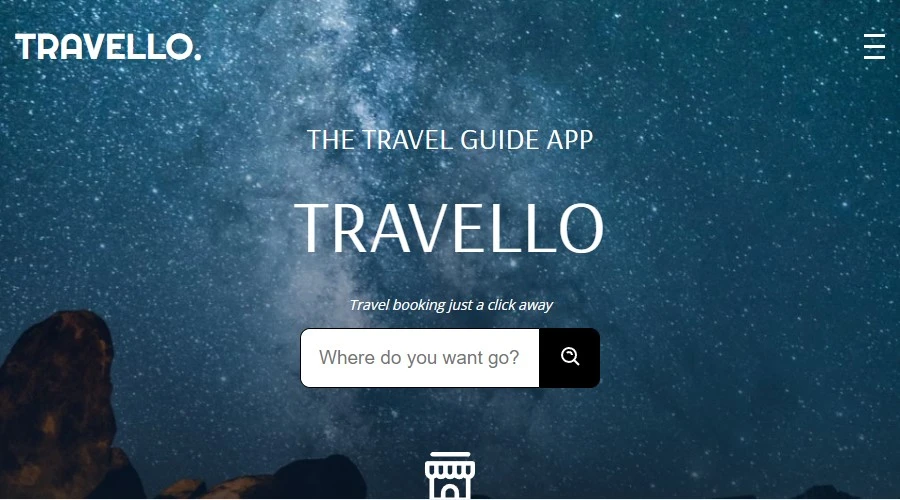 TRAVELLO.
THE TRAVEL GUIDE APP
TRAVELLO
Travel booking just a click away
Where do you want go?